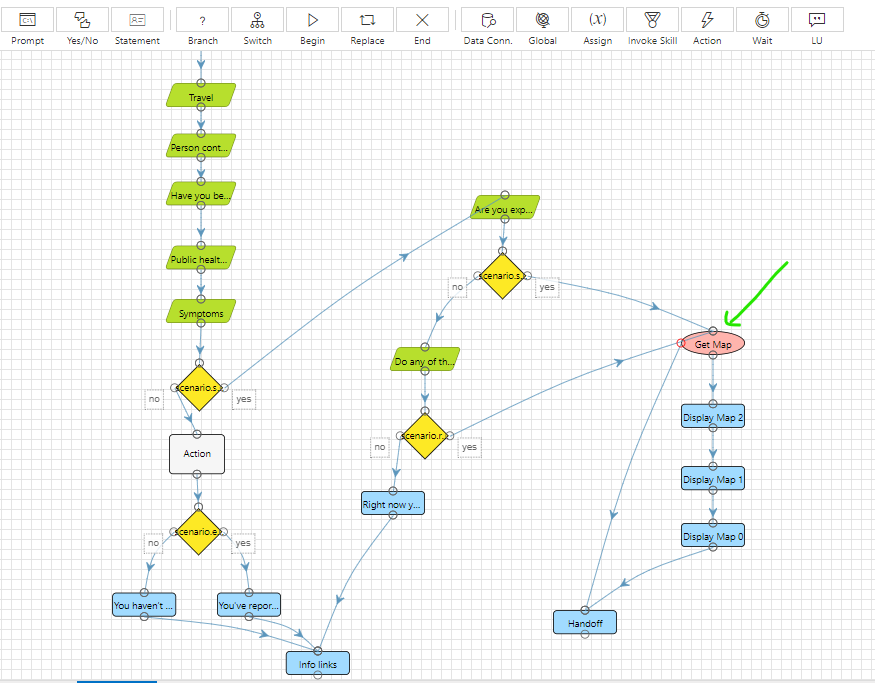 Prompt
Yes/No
Statement
?
Branch
Switch
Begin
Replace
End
Data Conn.
Global
(x)
Assign
Invoke Skill
Action
Wait
LU
Travel
Person cont...
Have you be...
Are you exp...
Public healt...
scenario.s
no
yes
Symptoms
Get Map
Do any of th...
scenario.s
no
yes
Display Map 2
scenario.r
no
yes
Action
Display Map 1
Right now y...
scenario.e
no
yes
Display Map 0
You haven't ...
You've repor...
Handoff
Info links